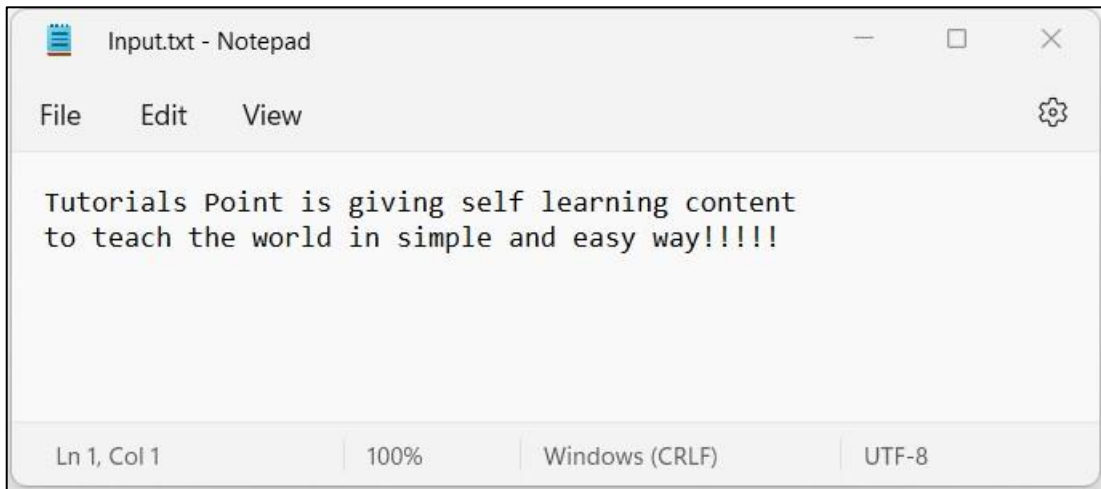 Input.txt - Notepad
File Edit View
Tutorials Point is giving self learning content
to teach the world in simple and easy way!!!!!
Ln 1, Col 1 100% Windows (CRLF) UTF-8